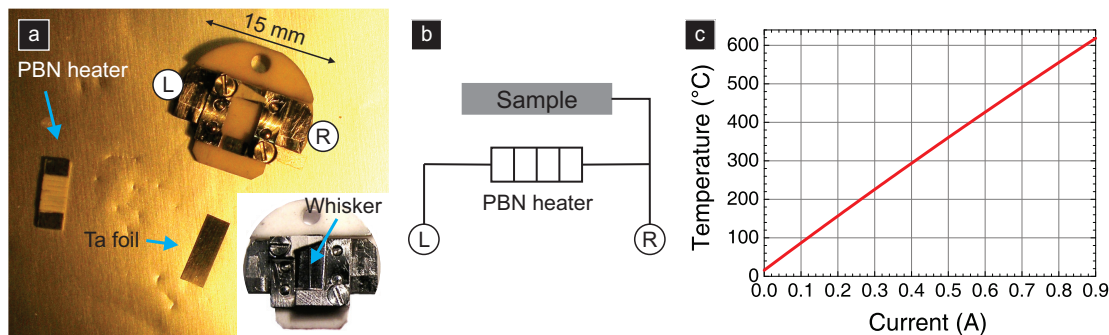 a
15 mm
PBN heater
L
R
Ta foil
Whisker
b
Sample
PBN heater
L
R
c
Temperature (°C)
600
500
400
300
200
100
0
0.0 0.1 0.2 0.3 0.4 0.5 0.6 0.7 0.8 0.9
Current (A)